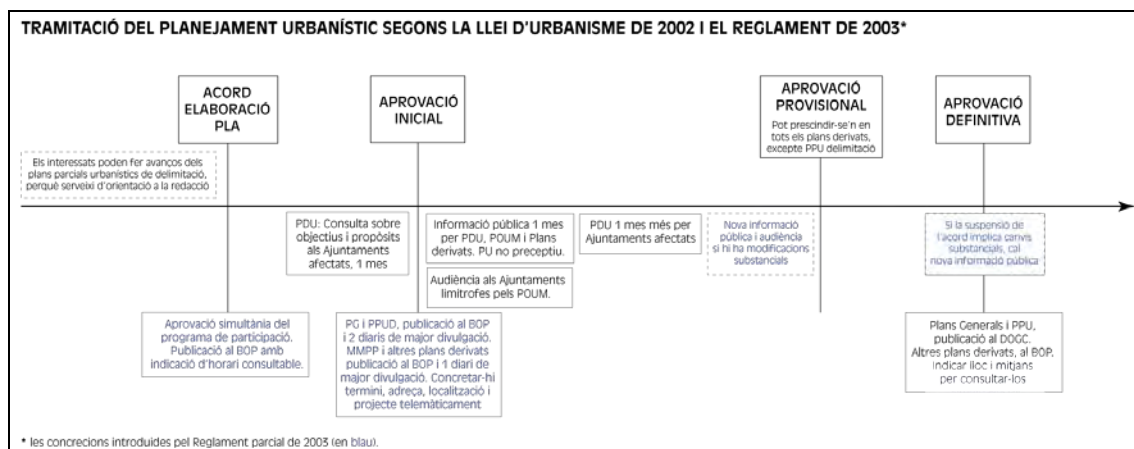 TRAMITACIÓ DEL PLANEJAMENT URBANÍSTIC SEGONS LA LLEI D'URBANISME DE 2002 I EL REGLAMENT DE 2003*
ACORD
ELABORACIÓ
PLA
APROVACIÓ
INICIAL
APROVACIÓ
PROVISIONAL
Pot prescindir-se'n en
tots els plans derivats,
excepte PPU delimitació
APROVACIÓ
DEFINITIVA
Els interessats poden fer avanços dels
plans parcials urbanístics de delimitació,
perquè serveixi d'orientació a la redacció
PDU: Consulta sobre
objectius i propòsits
als Ajuntaments
afectats, 1 mes
Informació pública 1 mes
per PDU, POUM i Plans
derivats. PU no preceptiu.
Audiència als Ajuntaments
limítrofes pels POUM.
PDU 1 mes més per
Ajuntaments afectats
Nova informació
pública i audiència
si hi ha modificacions
substancials
Si la suspensió de
l'acord implica canvis
substancials, cal
nova informació pública
Aprovació simultània del
programa de participació.
Publicació al BOP amb
indicació d'horari consultable.
PG i PPUD, publicació al BOP
i 2 diaris de major divulgació.
MMPP i altres plans derivats
publicació al BOP i 1 diari de
major divulgació. Concretar-hi
termini, adreça, localització i
projecte telemàticament
Plans Generals i PPU,
publicació al DOGC.
Altres plans derivats, al BOP.
Indicar lloc i mitjans
per consultar-los
* les concrecions introduïdes pel Reglament parcial de 2003 (en blau).